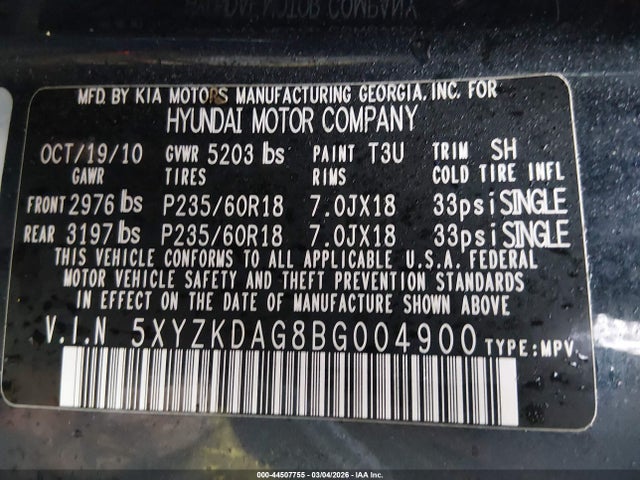 MFD. BY KIA MOTORS MANUFACTURING GEORGIA, INC. FOR
HYUNDAI MOTOR COMPANY
OCT/19/10 GVWR 5203 lbs PAINT T3U TRIM SH
GAWR TIRES RIMS COLD TIRE INFL
FRONT 2976 lbs P235/60R18 7.0JX18 33psi SINGLE
REAR 3197 lbs P235/60R18 7.0JX18 33psi SINGLE
THIS VEHICLE CONFORMS TO ALL APPLICABLE U.S.A. FEDERAL
MOTOR VEHICLE SAFETY AND THEFT PREVENTION STANDARDS
IN EFFECT ON THE DATE OF MANUFACTURE SHOWN ABOVE.
V.I.N 5XYZKDAG8BG004900 TYPE:MPV
000-44507755 - 03/04/2026 - IAA Inc.